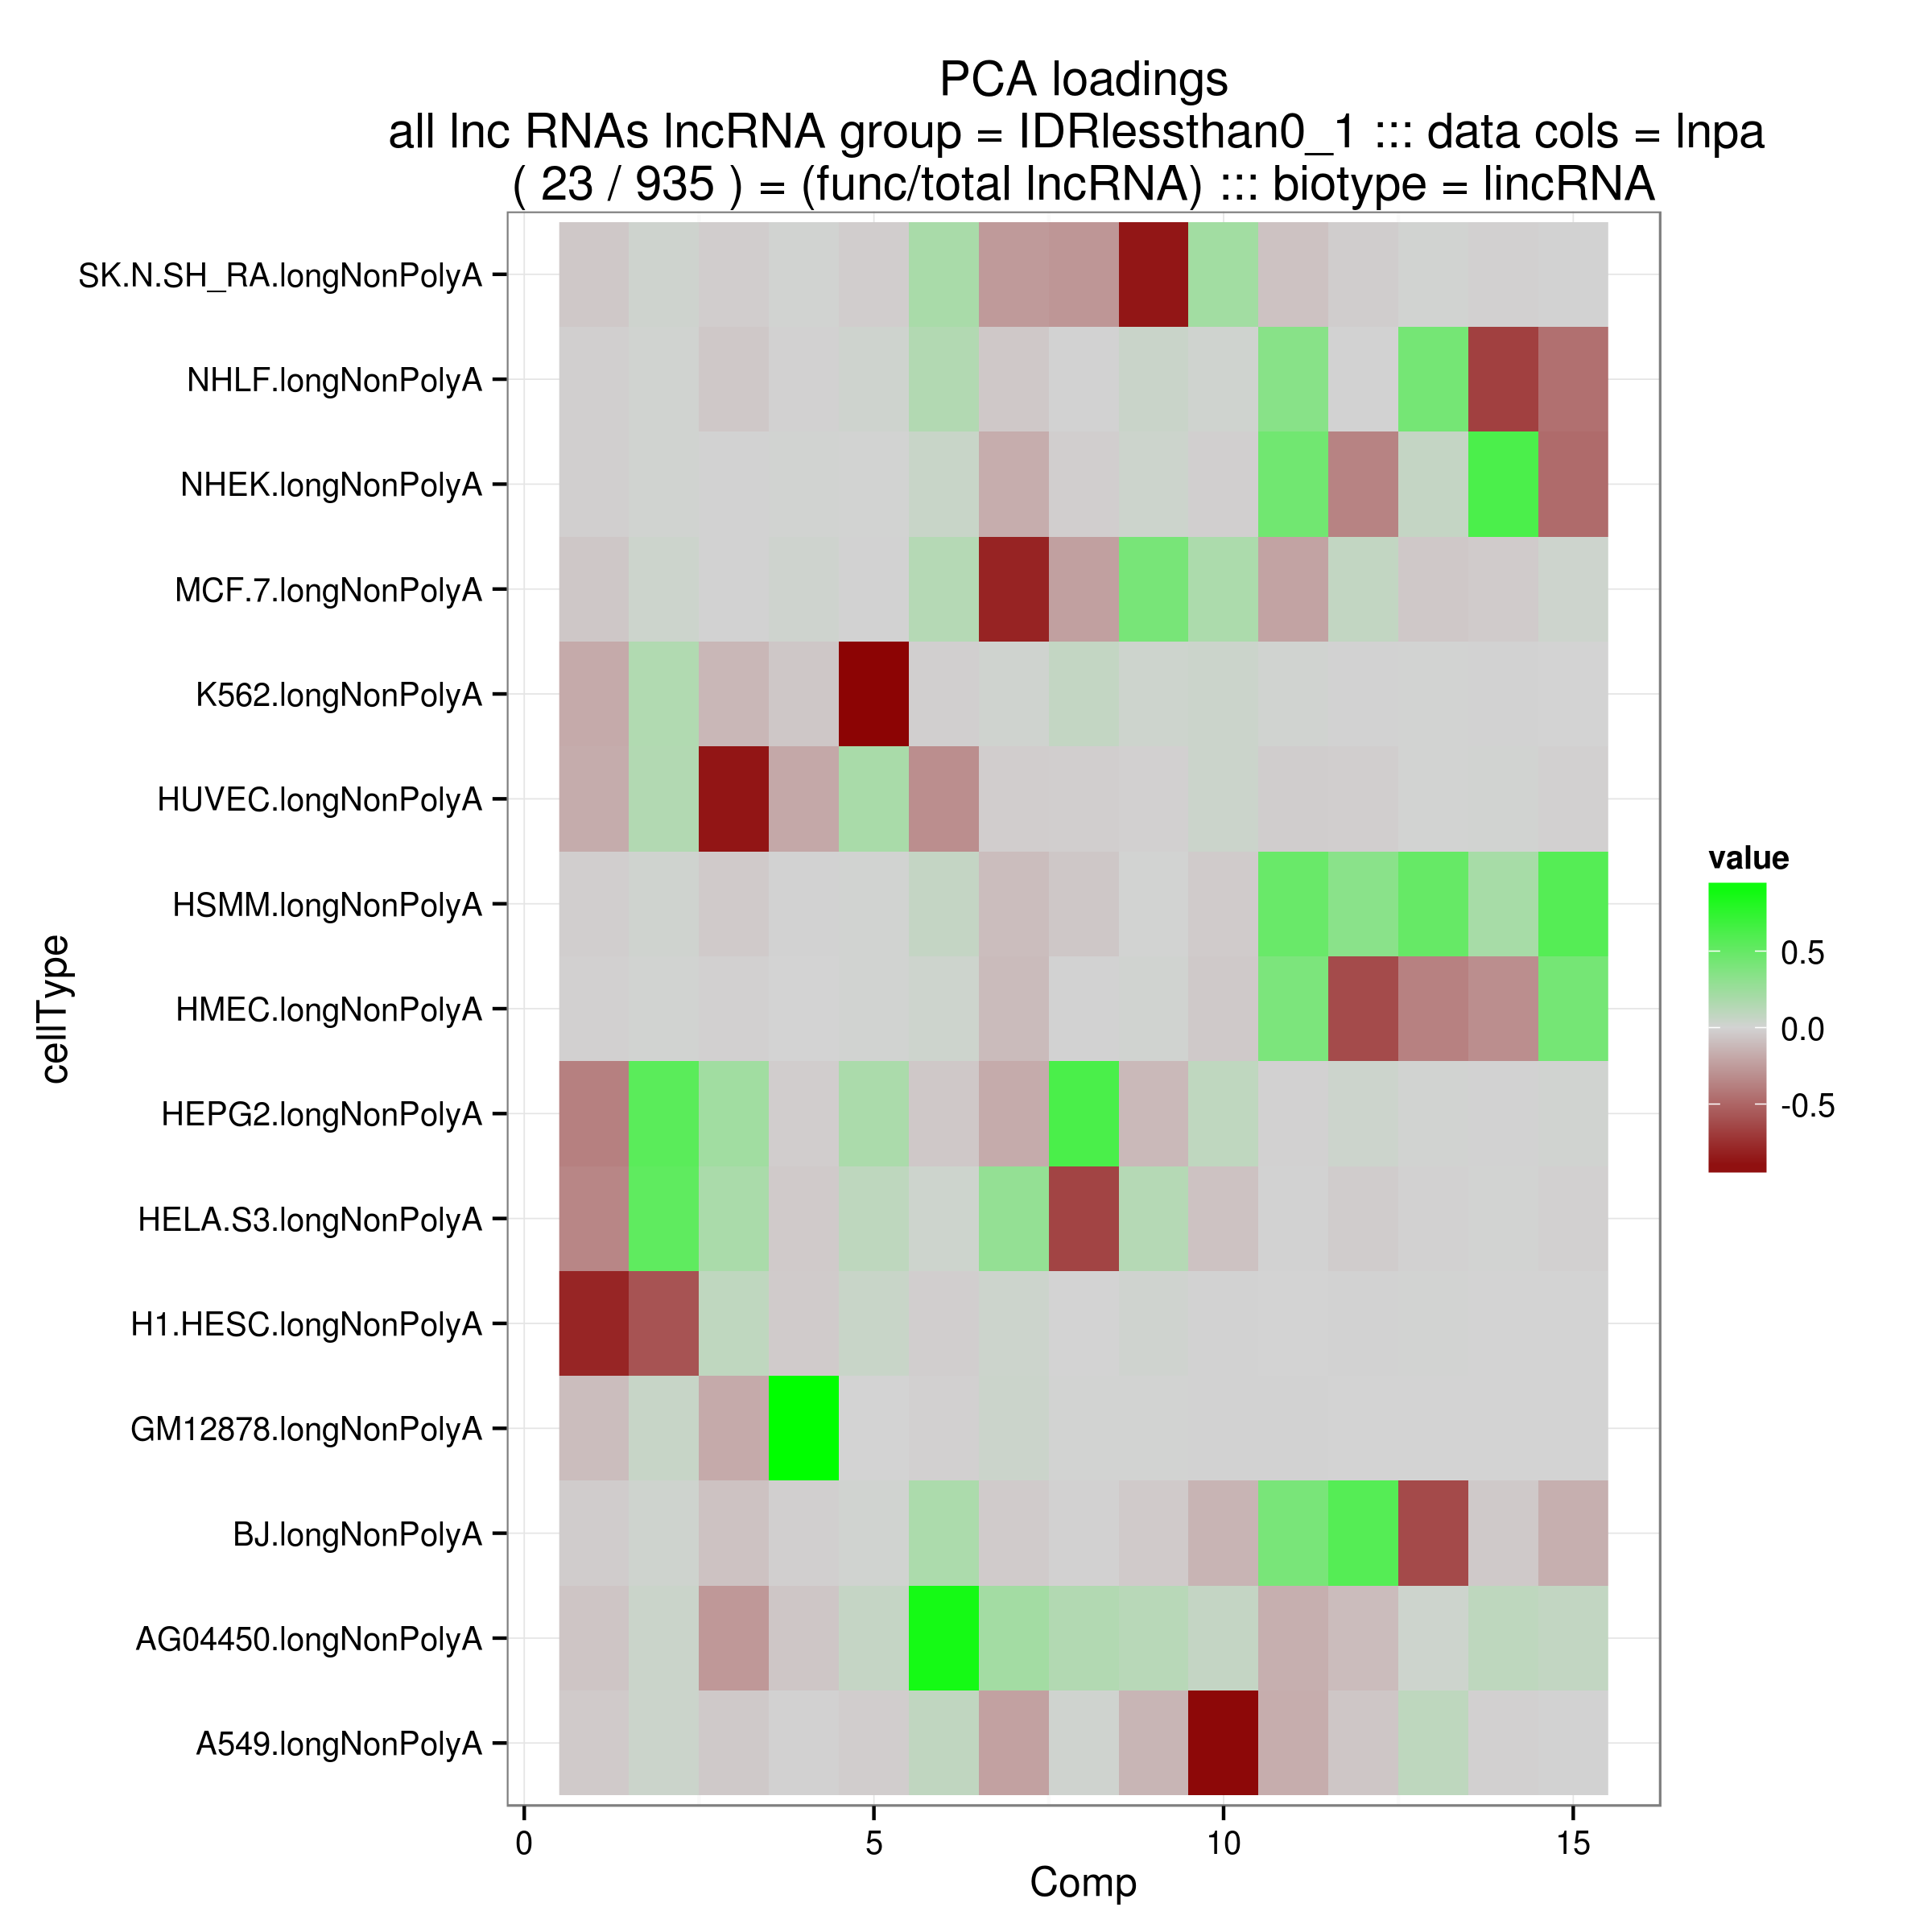 PCA loadings
all lnc RNAs lncRNA group = IDRlessthan0_1 ::: data cols = lnpa
( 23 / 935 ) = (func/total lncRNA) ::: biotype = lincRNA
SK.N.SH_RA.longNonPolyA
NHLF.longNonPolyA
NHEK.longNonPolyA
MCF.7.longNonPolyA
K562.longNonPolyA
HUVEC.longNonPolyA
HSMM.longNonPolyA
HMEC.longNonPolyA
HEPG2.longNonPolyA
HELA.S3.longNonPolyA
H1.HESC.longNonPolyA
GM12878.longNonPolyA
BJ.longNonPolyA
AG04450.longNonPolyA
A549.longNonPolyA
cellType
0 5 10 15
Comp
value
0.5
0.0
-0.5